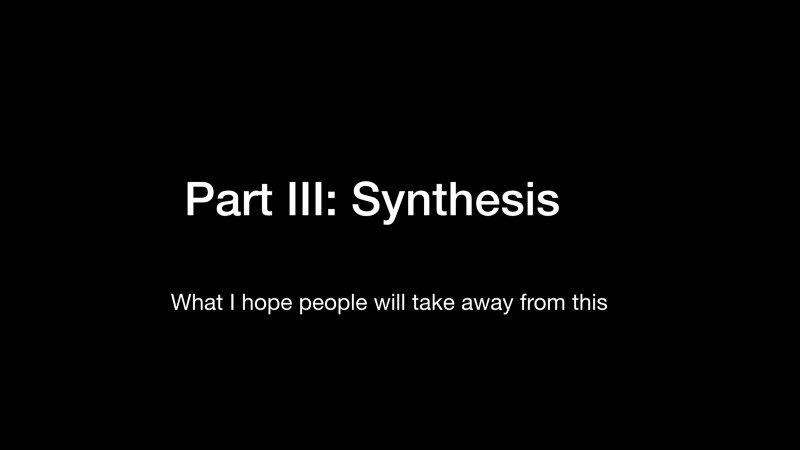 Part III: Synthesis
What I hope people will take away from this